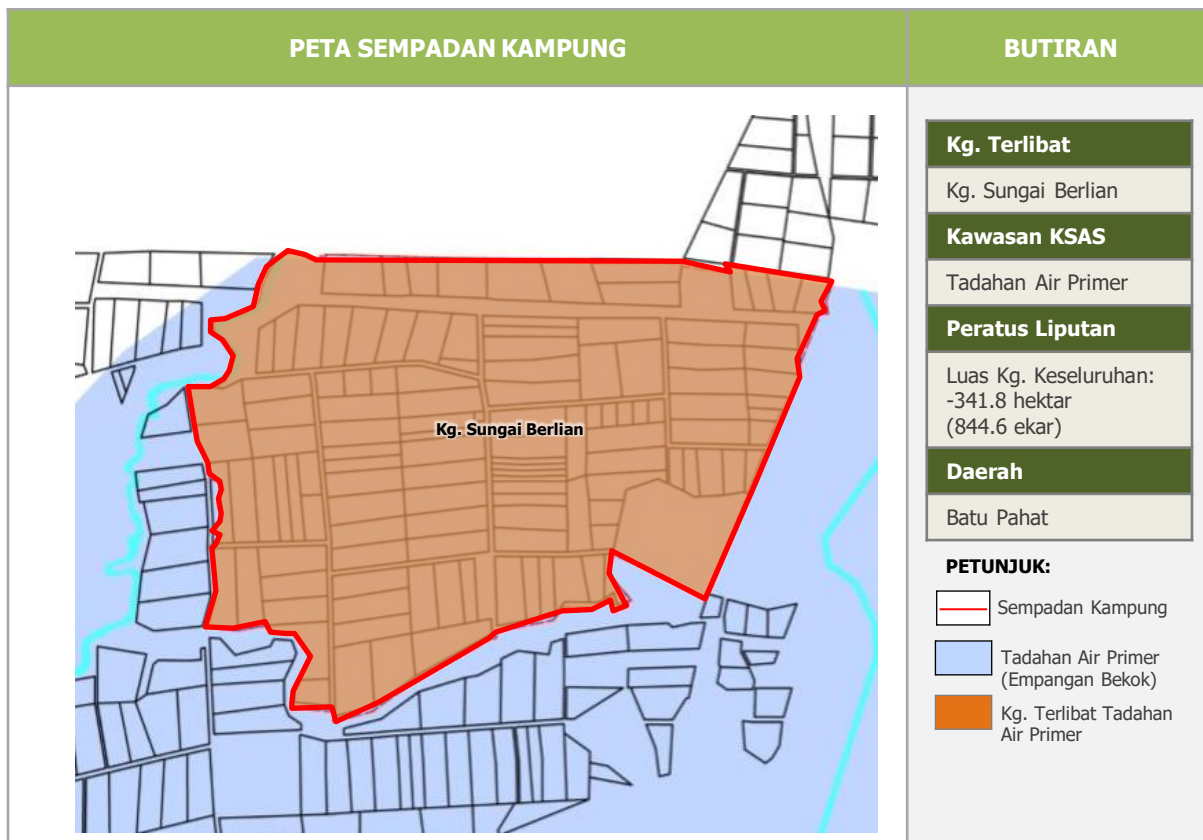 PETA SEMPADAN KAMPUNG
BUTIRAN
Kg. Sungai Berlian
Kg. Terlibat
Kg. Sungai Berlian
Kawasan KSAS
Tadahan Air Primer
Peratus Liputan
Luas Kg. Keseluruhan:
-341.8 hektar
(844.6 ekar)
Daerah
Batu Pahat
PETUNJUK:
Sempadan Kampung
Tadahan Air Primer
(Empangan Bekok)
Kg. Terlibat Tadahan
Air Primer